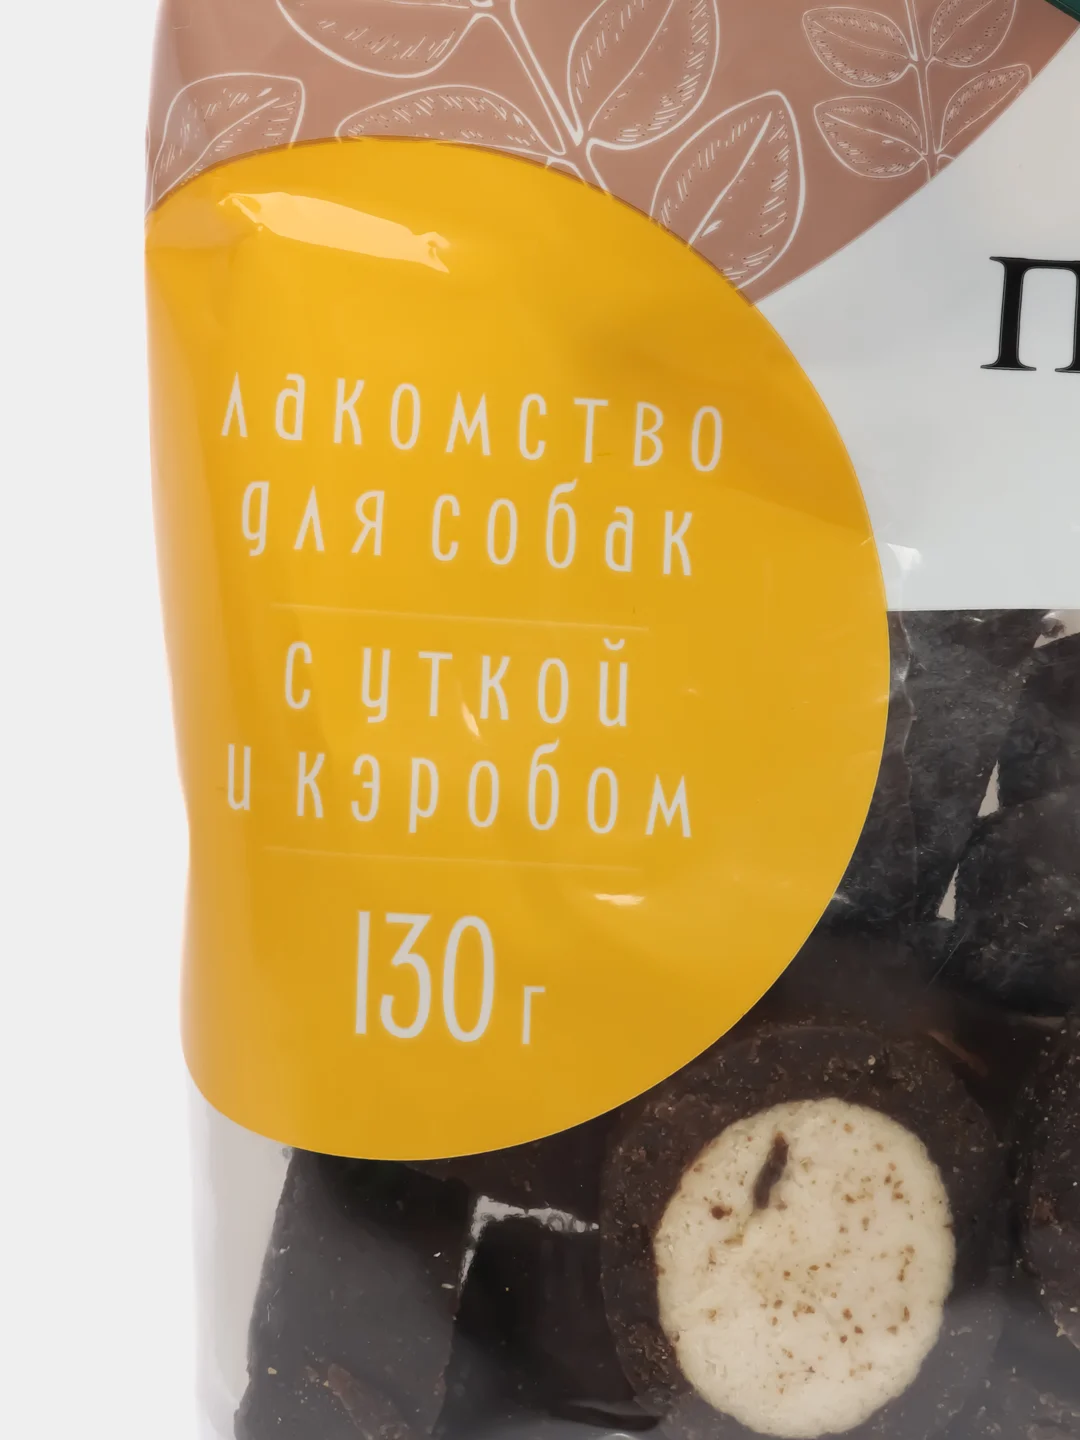 лакомство
для собак
с уткой
и кэробом
130 г